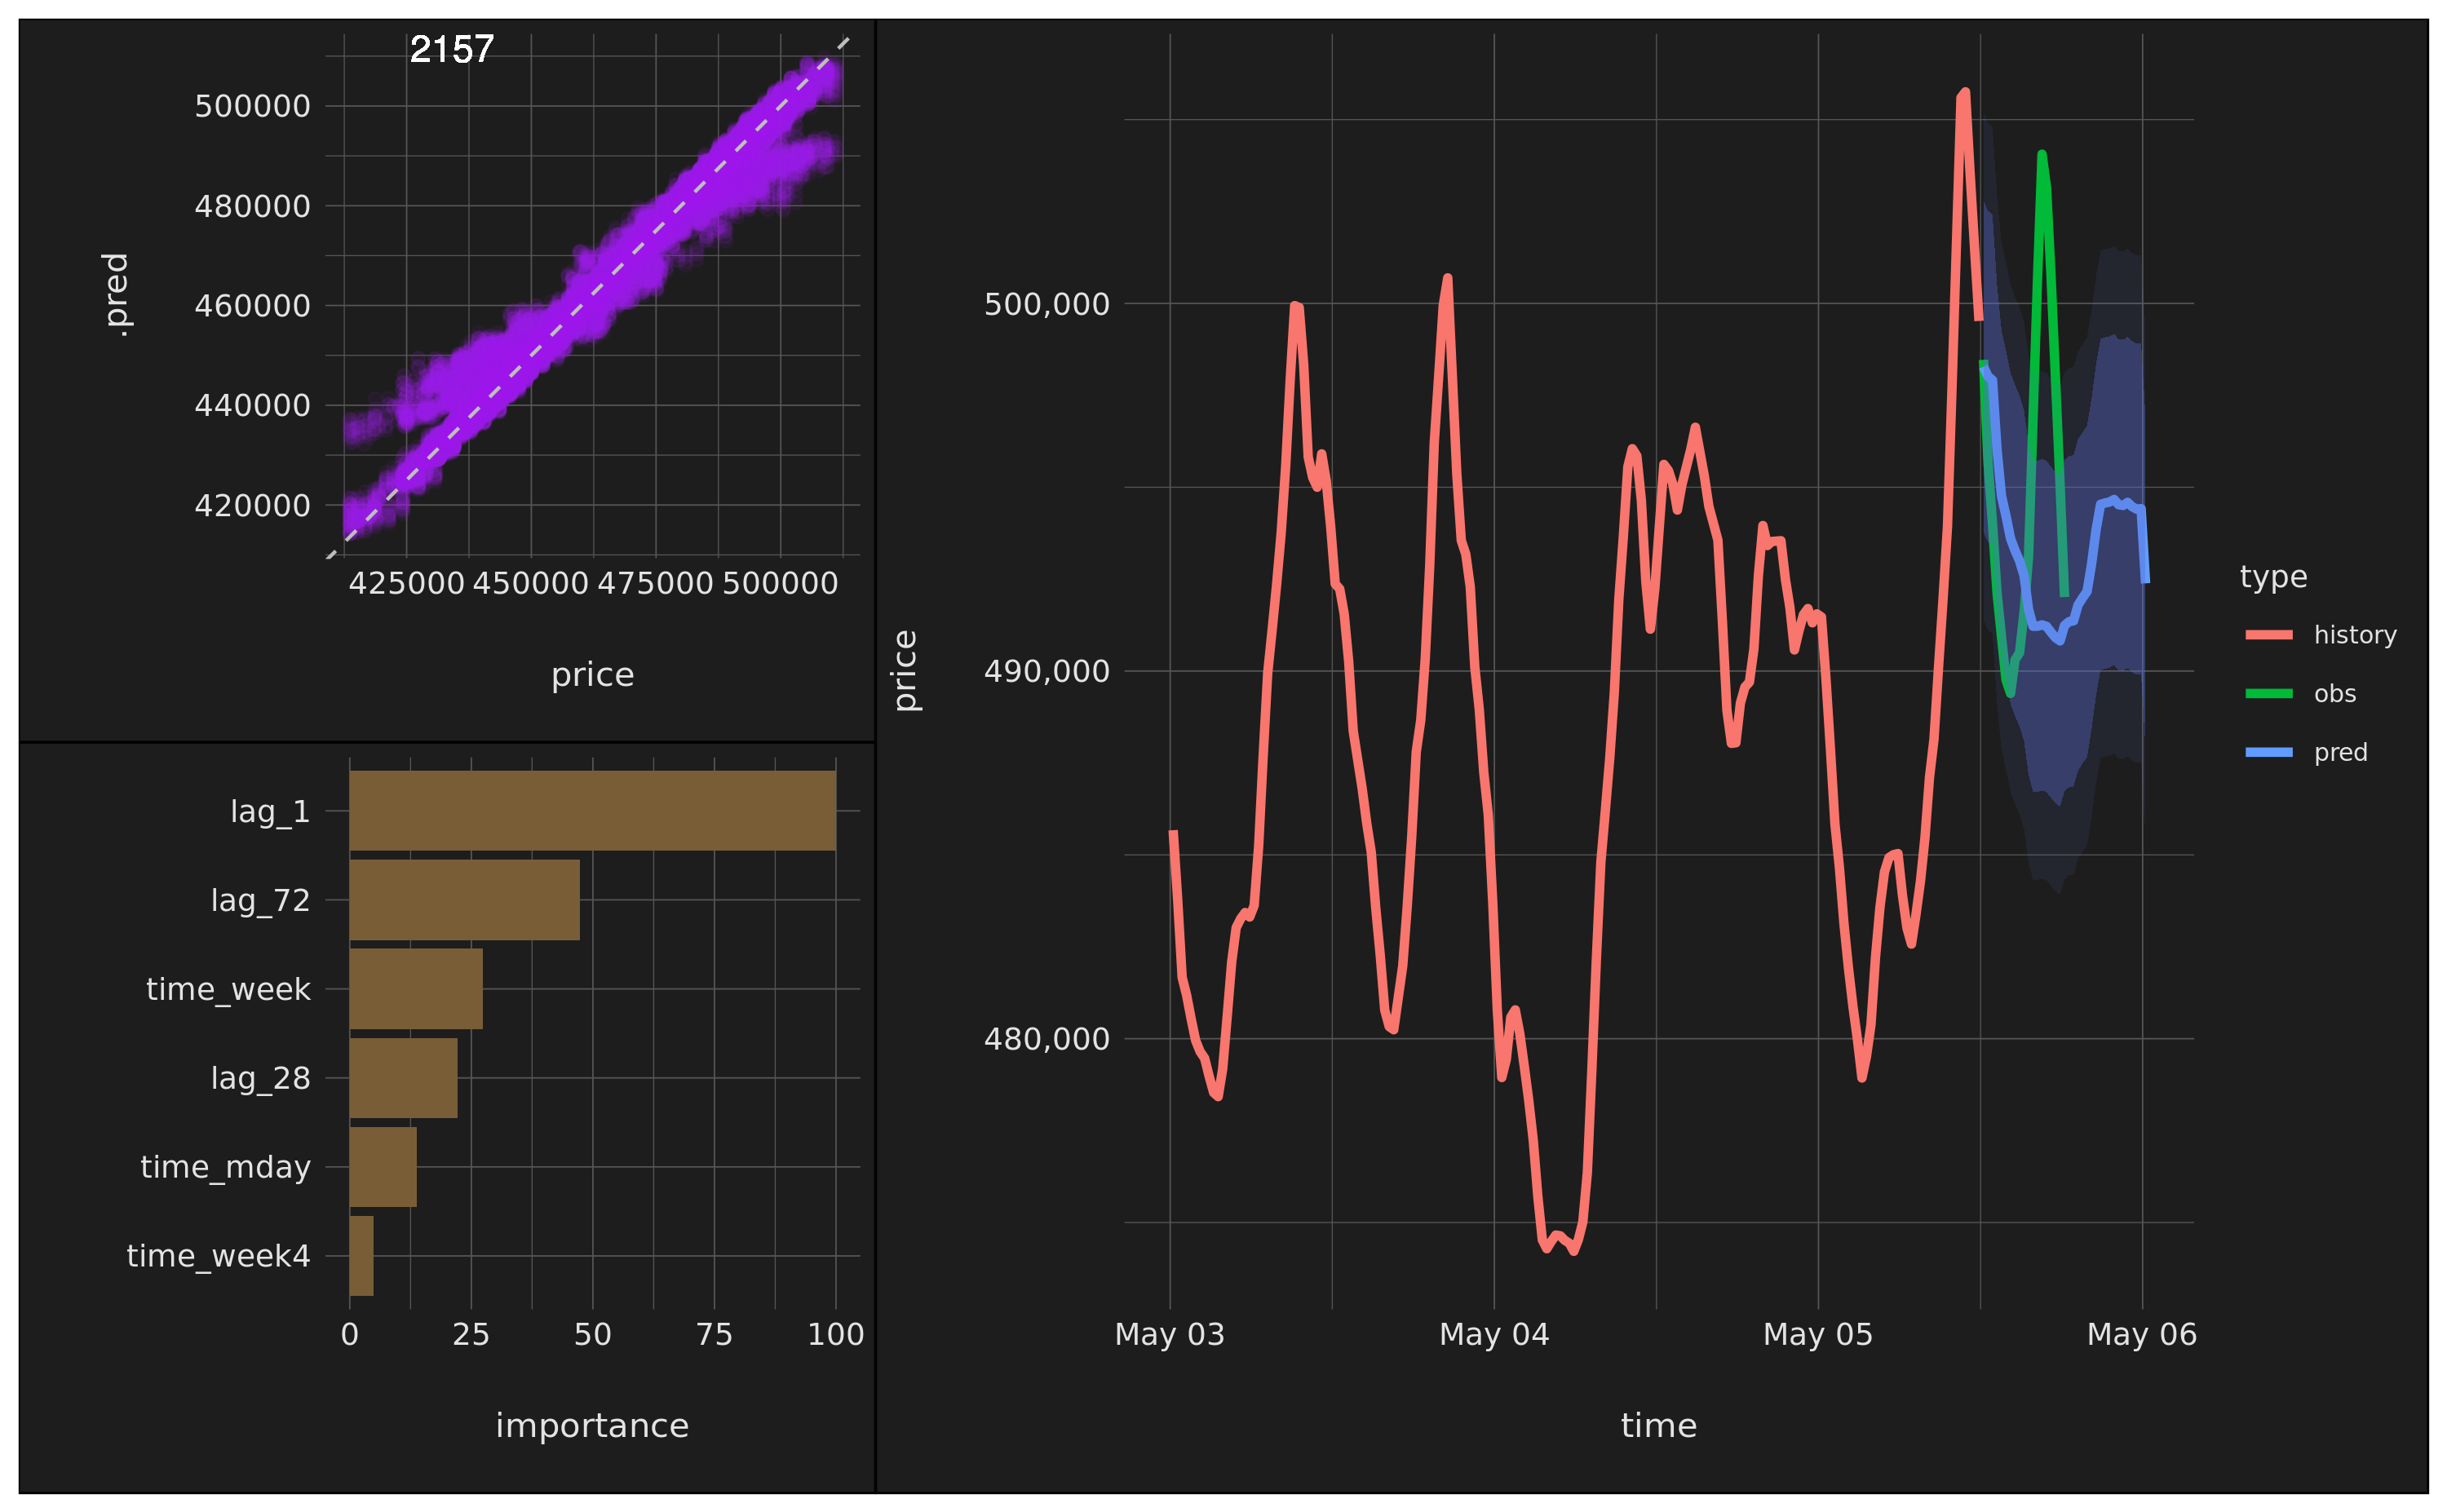 2157
500000
480000
460000
440000
420000
.pred
425000 450000 475000 500000
price
lag_1
lag_72
time_week
lag_28
time_mday
time_week4
0 25 50 75 100
importance
500,000
490,000
480,000
price
May 03 May 04 May 05 May 06
time
type
history
obs
pred